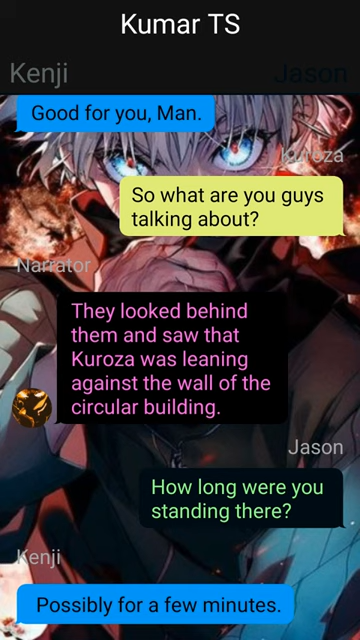 Kumar TS
Kenji
Jason
Good for you, Man.
Kuroza
So what are you guys
talking about?
Narrator
They looked behind
them and saw that
Kuroza was leaning
against the wall of the
circular building.
Jason
How long were you
standing there?
Kenji
Possibly for a few minutes.